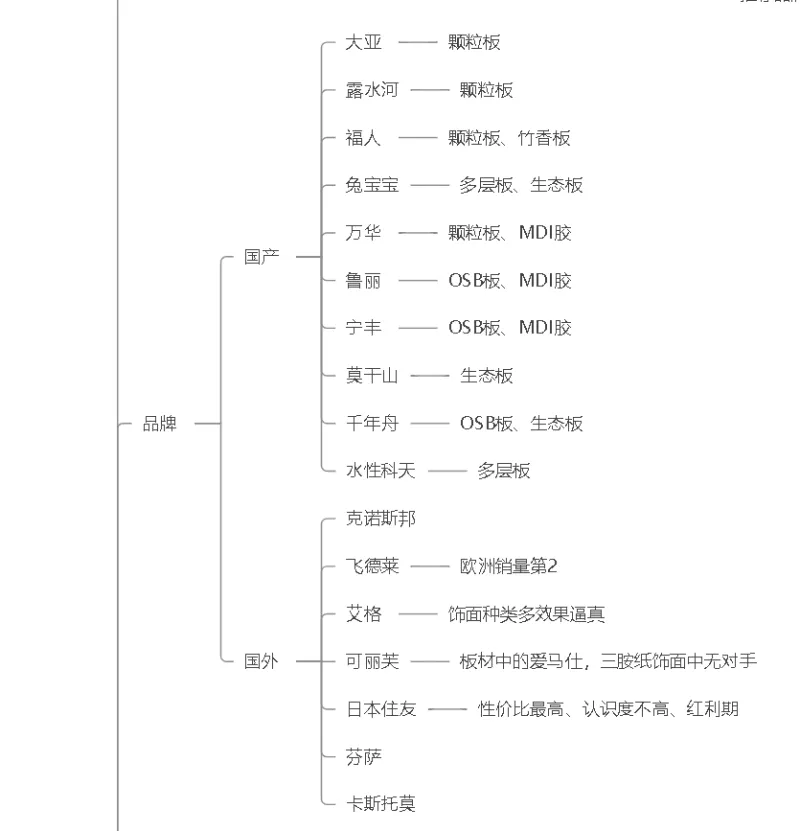 大亚 颗粒板
露水河 颗粒板
福人 颗粒板、竹香板
兔宝宝 多层板、生态板
万华 颗粒板、MDI胶
国产
鲁丽 OSB板、MDI胶
宁丰 OSB板、MDI胶
莫干山 生态板
品牌
千年舟 OSB板、生态板
水性科天 多层板
克诺斯邦
飞德莱 欧洲销量第2
艾格 饰面种类多效果逼真
国外
可丽芙 板材中的爱马仕，三胺纸饰面中无对手
日本住友 性价比最高、认识度不高、红利期
芬萨
卡斯托莫